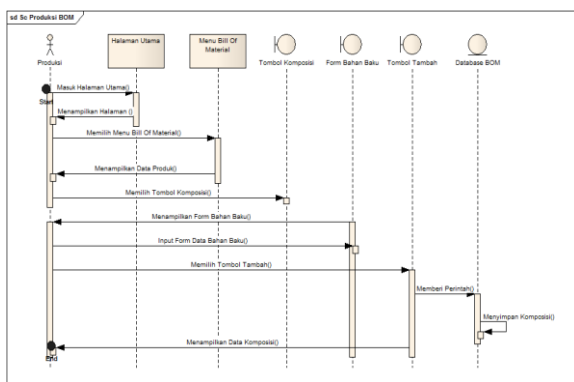 sd Sc Produksi BOM
Halaman Utama
Menu Bill Of
Material
Produksi
Tombol Komposisi
Form Bahan Baku
Tombol Tambah
Database BOM
Masuk Halaman Utama()
Start
Menampilkan Halaman ()
Memilih Menu Bill Of Material()
Menampilkan Data Produk()
Memilih Tombol Komposisi()
Menampilkan Form Bahan Baku()
Input Form Data Bahan Baku()
Memilih Tombol Tambah()
Memberi Perintah()
Menyimpan Komposisi()
Menampilkan Data Komposisi()
End